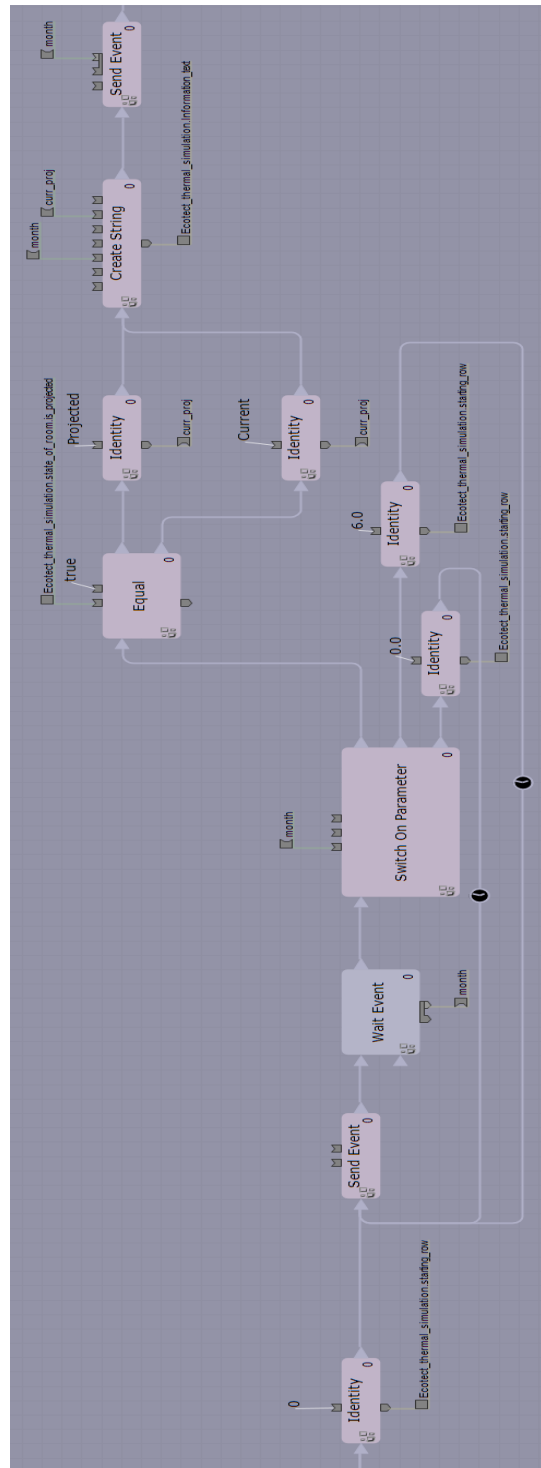 month
Ecotect_thermal_simulation.state_of_room.is_projected
curr_proj
month
true
Projected
Equal
0
Identity
0
Create String
0
Send Event
0
curr_proj
Ecotect_thermal_simulation.Information_text
Current
Identity
0
curr_proj
month
0
Identity
0
Ecotect_thermal_simulation.starting_row
Send Event
0
Wait Event
0
month
Switch On Parameter
0
0.0
Identity
0
Ecotect_thermal_simulation.starting_row
6.0
Identity
0
Ecotect_thermal_simulation.starting_row